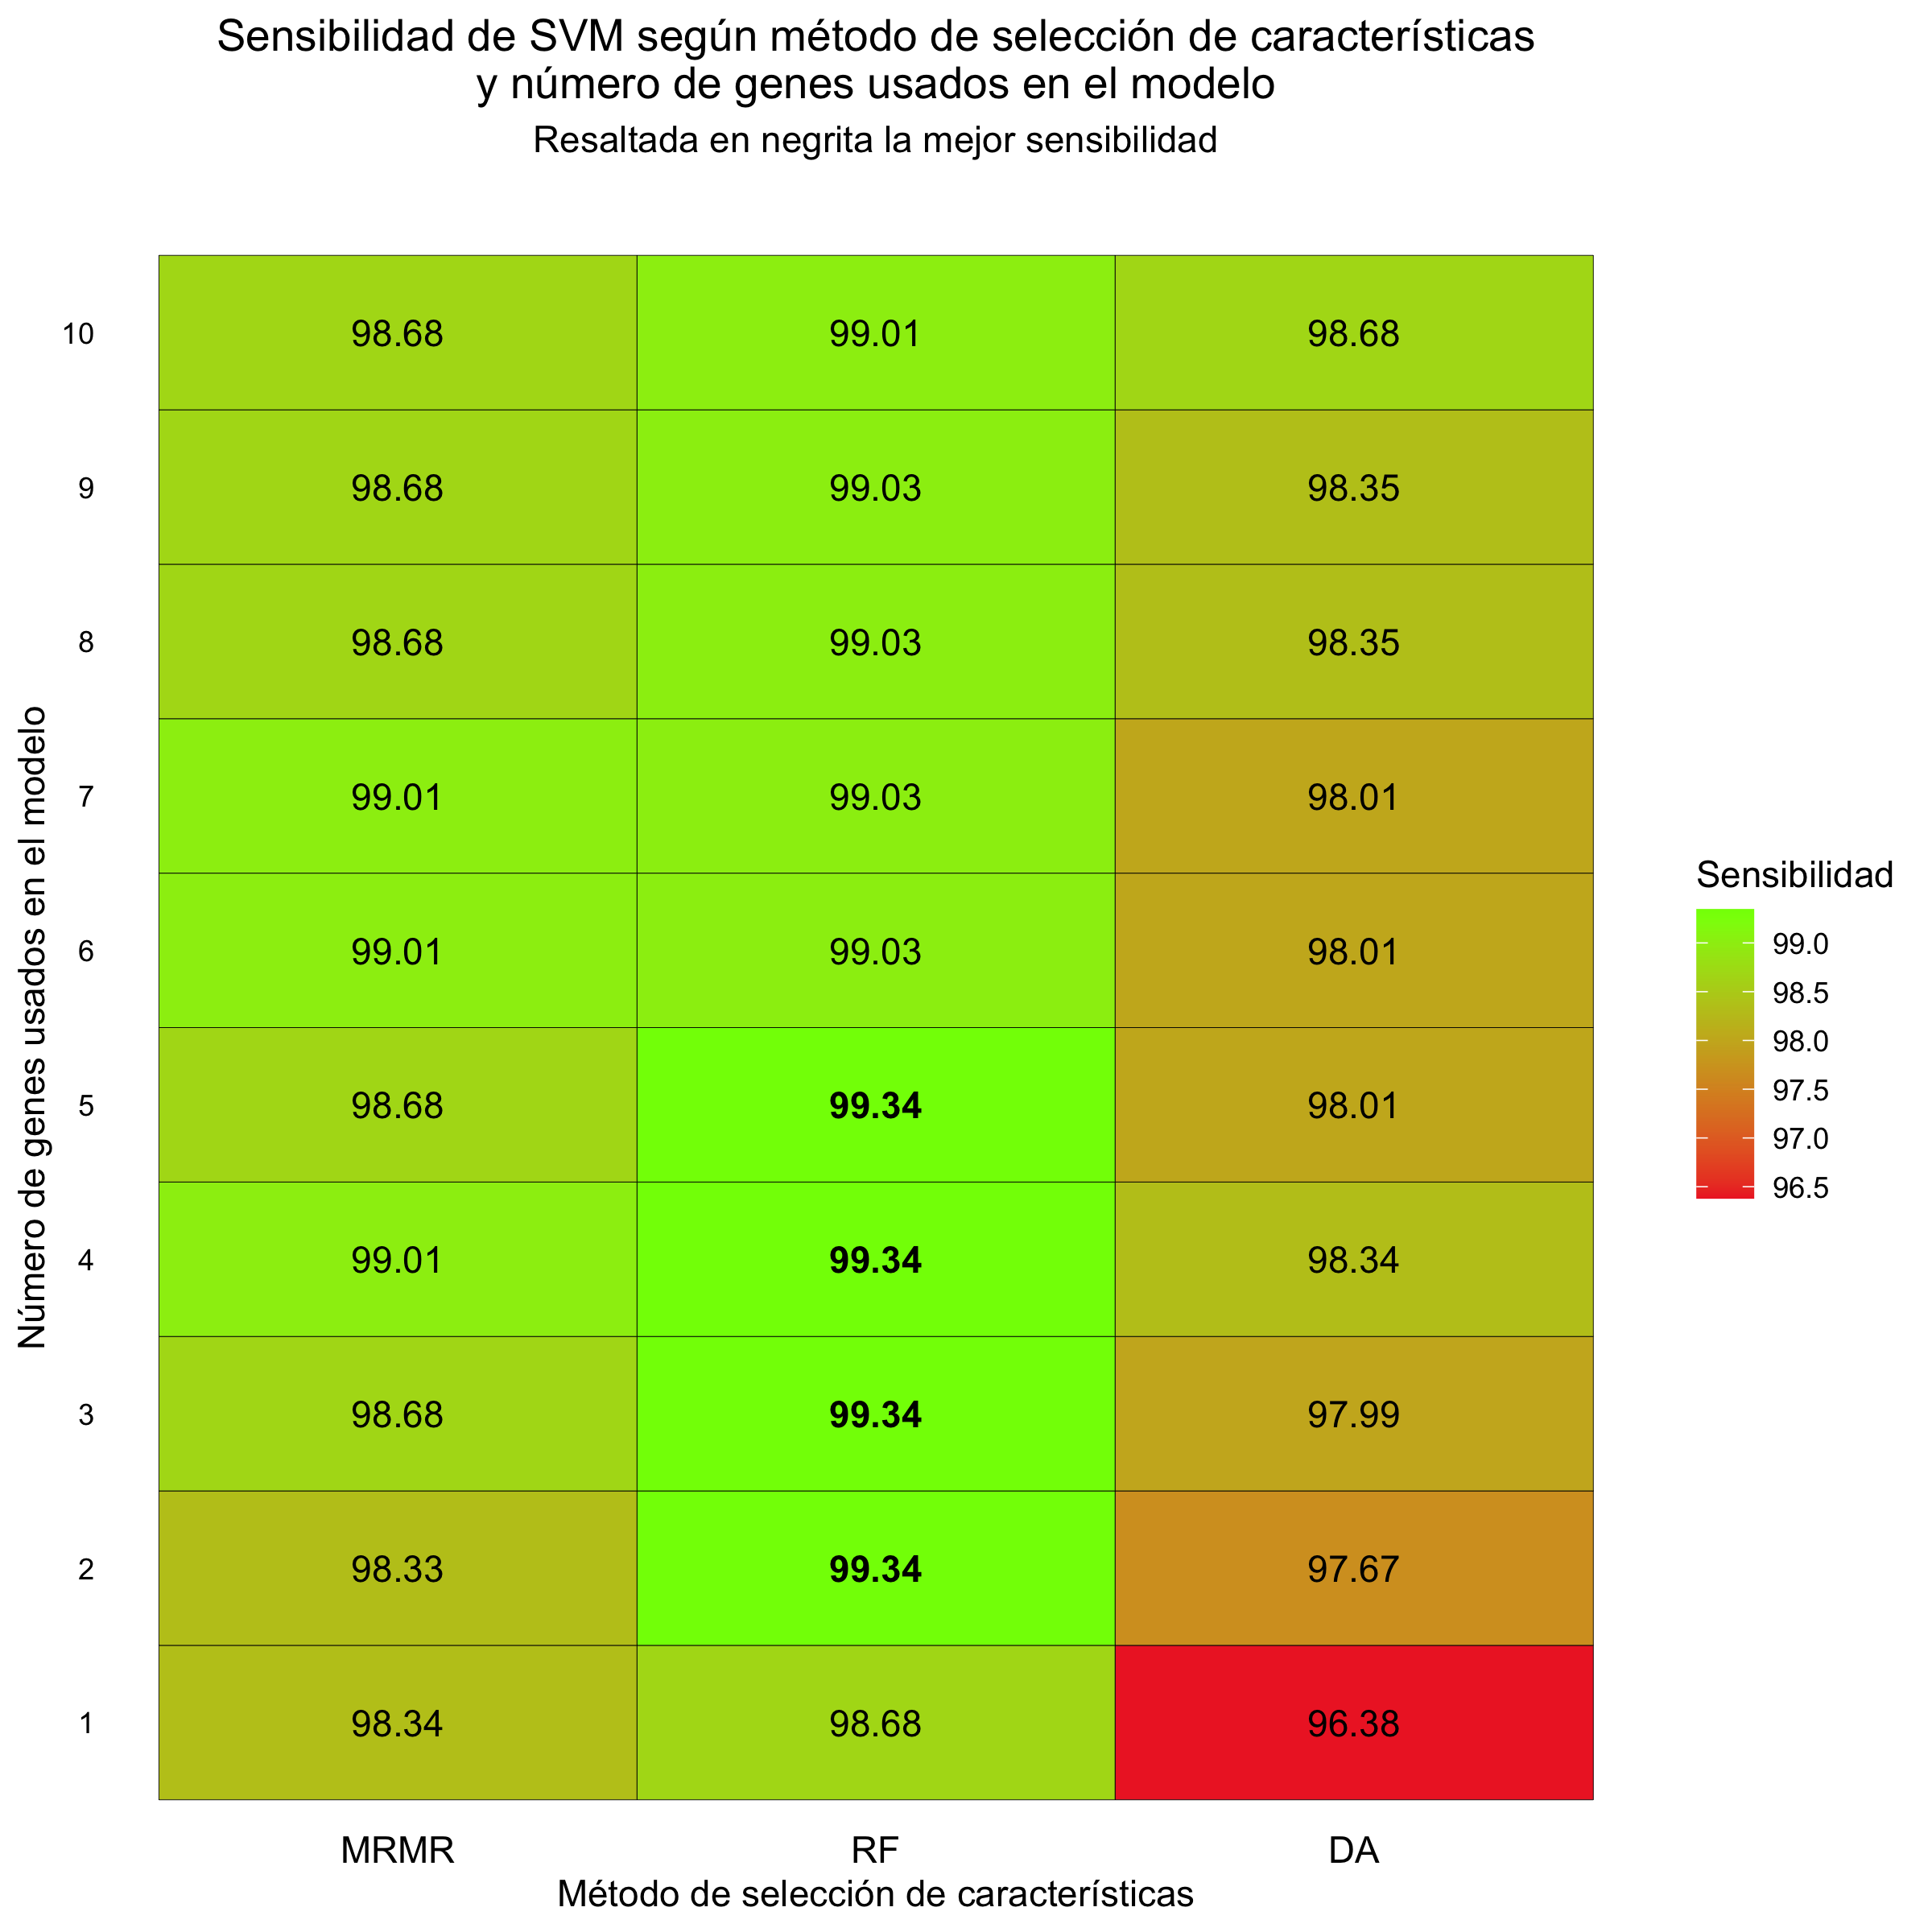 Sensibilidad de SVM según método de selección de características
y número de genes usados en el modelo
Resaltada en negrita la mejor sensibilidad
Número de genes usados en el modelo
10 98.68 99.01 98.68
9 98.68 99.03 98.35
8 98.68 99.03 98.35
7 99.01 99.03 98.01
6 99.01 99.03 98.01
5 98.68 99.34 98.01
4 99.01 99.34 98.34
3 98.68 99.34 97.99
2 98.33 99.34 97.67
1 98.34 98.68 96.38
MRMR RF DA
Método de selección de características
Sensibilidad
99.0
98.5
98.0
97.5
97.0
96.5